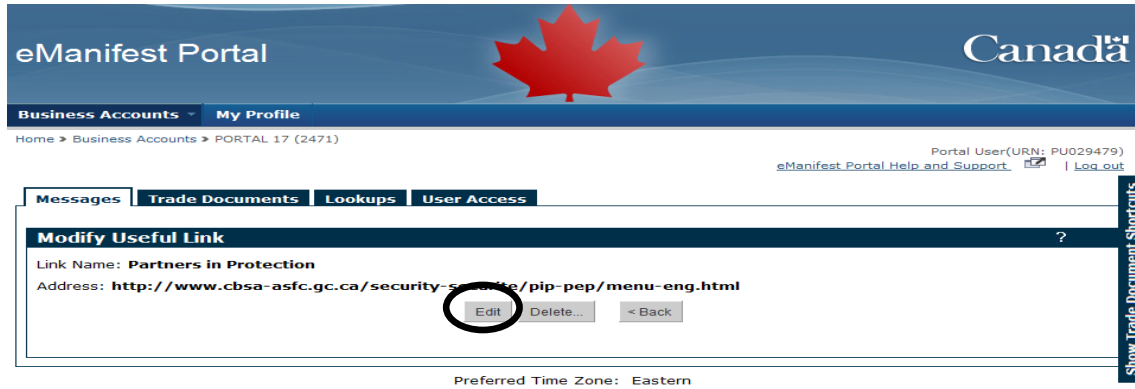 eManifest Portal
Canada
Business Accounts My Profile
Home > Business Accounts > PORTAL 17 (2471)
Portal User(URN: PU029479)
eManifest Portal Help and Support | Log out
Messages Trade Documents Lookups User Access
Show Trade Document Shortcuts
Modify Useful Link ?
Link Name: Partners in Protection
Address: http://www.cbsa-asfc.gc.ca/security-securite/pip-pep/menu-eng.html
Edit Delete... < Back
Preferred Time Zone: Eastern